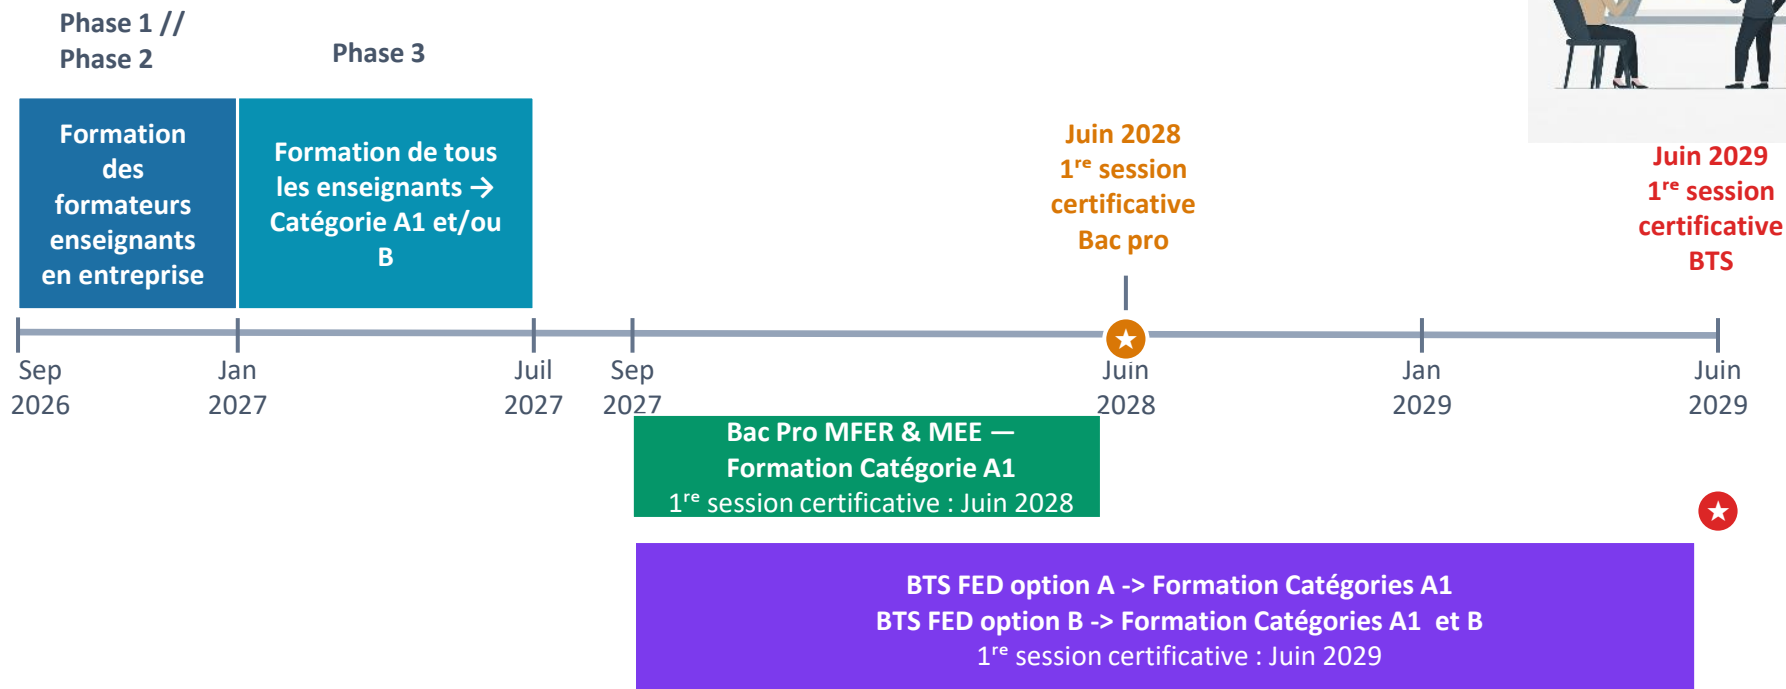 Phase 1 //
Phase 2
Phase 3
Formation
des
formateurs
enseignants
en entreprise
Formation de tous
les enseignants →
Catégorie A1 et/ou
B
Juin 2028
1ʳᵉ session
certificative
Bac pro
Juin 2029
1ʳᵉ session
certificative
BTS
Sep
2026
Jan
2027
Juil
2027
Sep
2027
Juin
2028
Jan
2029
Juin
2029
Bac Pro MFER & MEE —
Formation Catégorie A1
1ʳᵉ session certificative : Juin 2028
BTS FED option A -> Formation Catégories A1
BTS FED option B -> Formation Catégories A1 et B
1ʳᵉ session certificative : Juin 2029